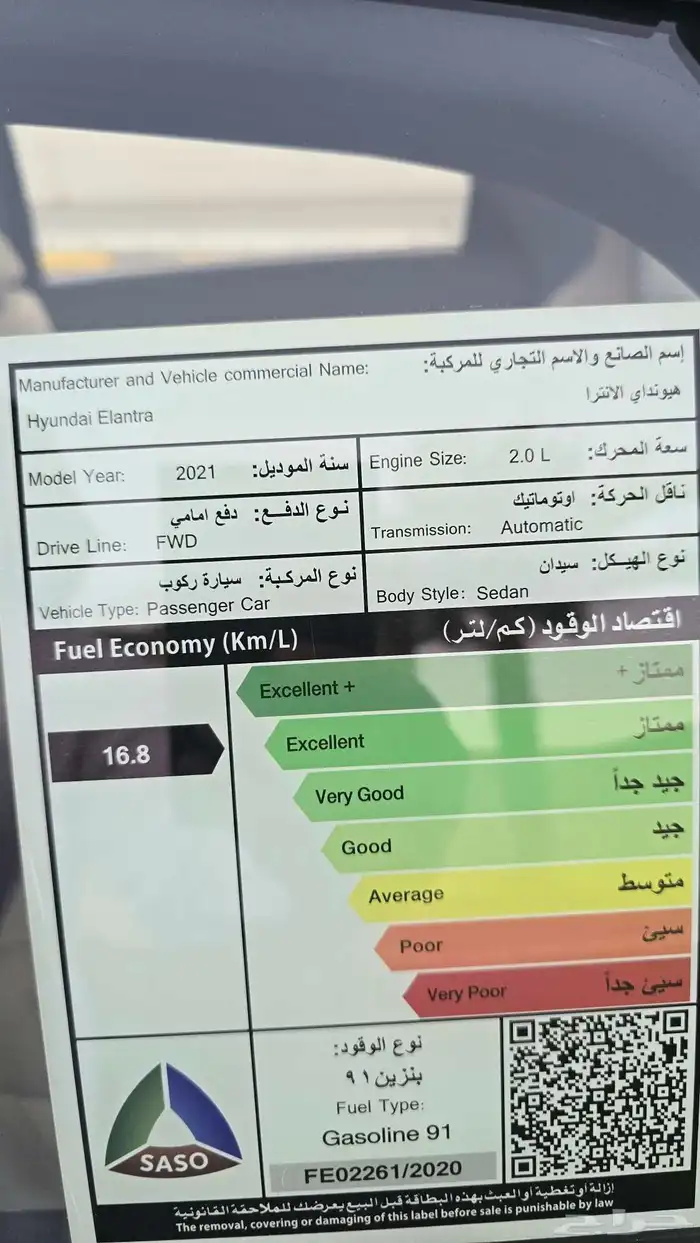 إسم الصانع والاسم التجاري للمركبة:
Manufacturer and Vehicle commercial Name:
هيونداي الانترا
Hyundai Elantra
Model Year: 2021 سنة الموديل:
Engine Size: 2.0 L سعة المحرك:
نوع الدفع: دفع امامي
Drive Line: FWD
ناقل الحركة: اوتوماتيك
Transmission: Automatic
نوع المركبة: سيارة ركوب
Vehicle Type: Passenger Car
نوع الهيكل: سيدان
Body Style: Sedan
Fuel Economy (Km/L) اقتصاد الوقود (كم/لتر)
16.8
Excellent + ممتاز +
Excellent ممتاز
Very Good جيد جداً
Good جيد
Average متوسط
Poor سيئ
Very Poor سيئ جداً
نوع الوقود:
بنزين ٩١
Fuel Type:
Gasoline 91
FE02261/2020
SASO
إزالة أو تغطية أو العبث بهذه البطاقة قبل البيع يعرضك للملاحقة القانونية
The removal, covering or damaging of this label before sale is punishable by law
حراج